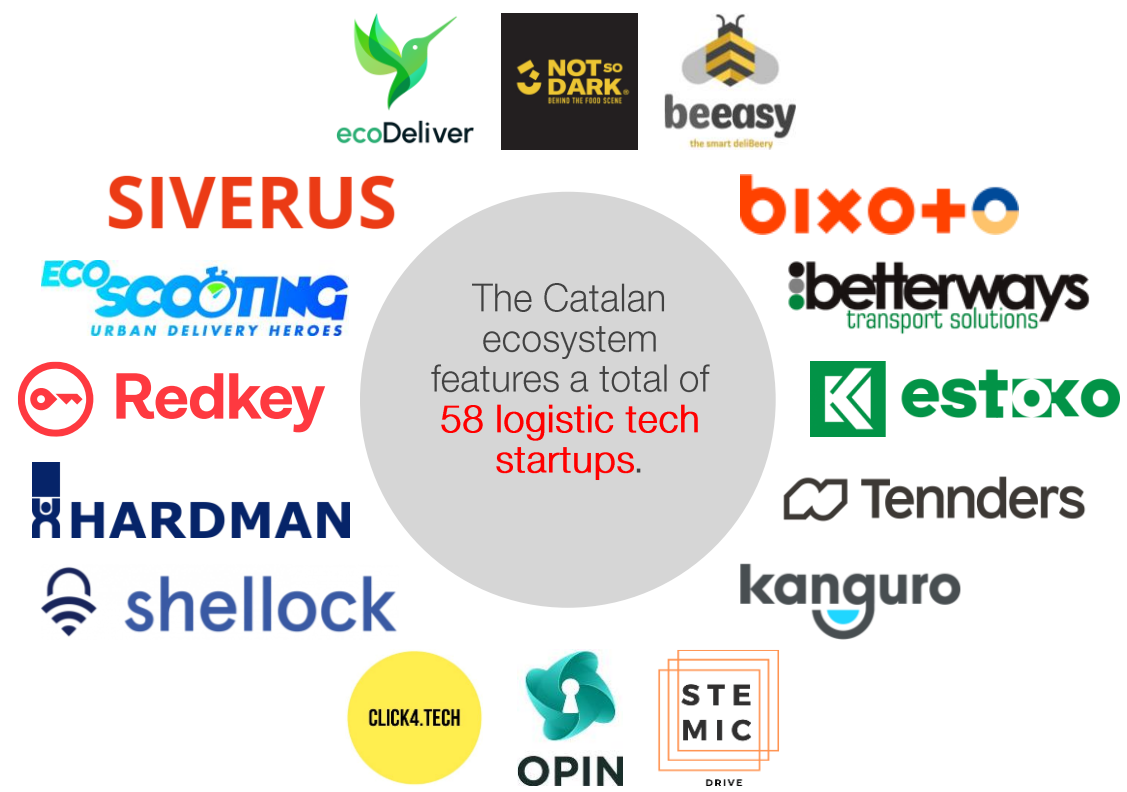 ecoDeliver
NOT SO
DARK®
BEHIND THE FOOD SCENE
beeasy
the smart deliBeery
SIVERUS
bixoto
ECO
SCOOTING
URBAN DELIVERY HEROES
betterways
transport solutions
The Catalan
ecosystem
features a total of
58 logistic tech
startups.
Redkey
estoko
HARDMAN
Tennders
shellock
kanguro
CLICK4.TECH
OPIN
STE
MIC
DRIVE